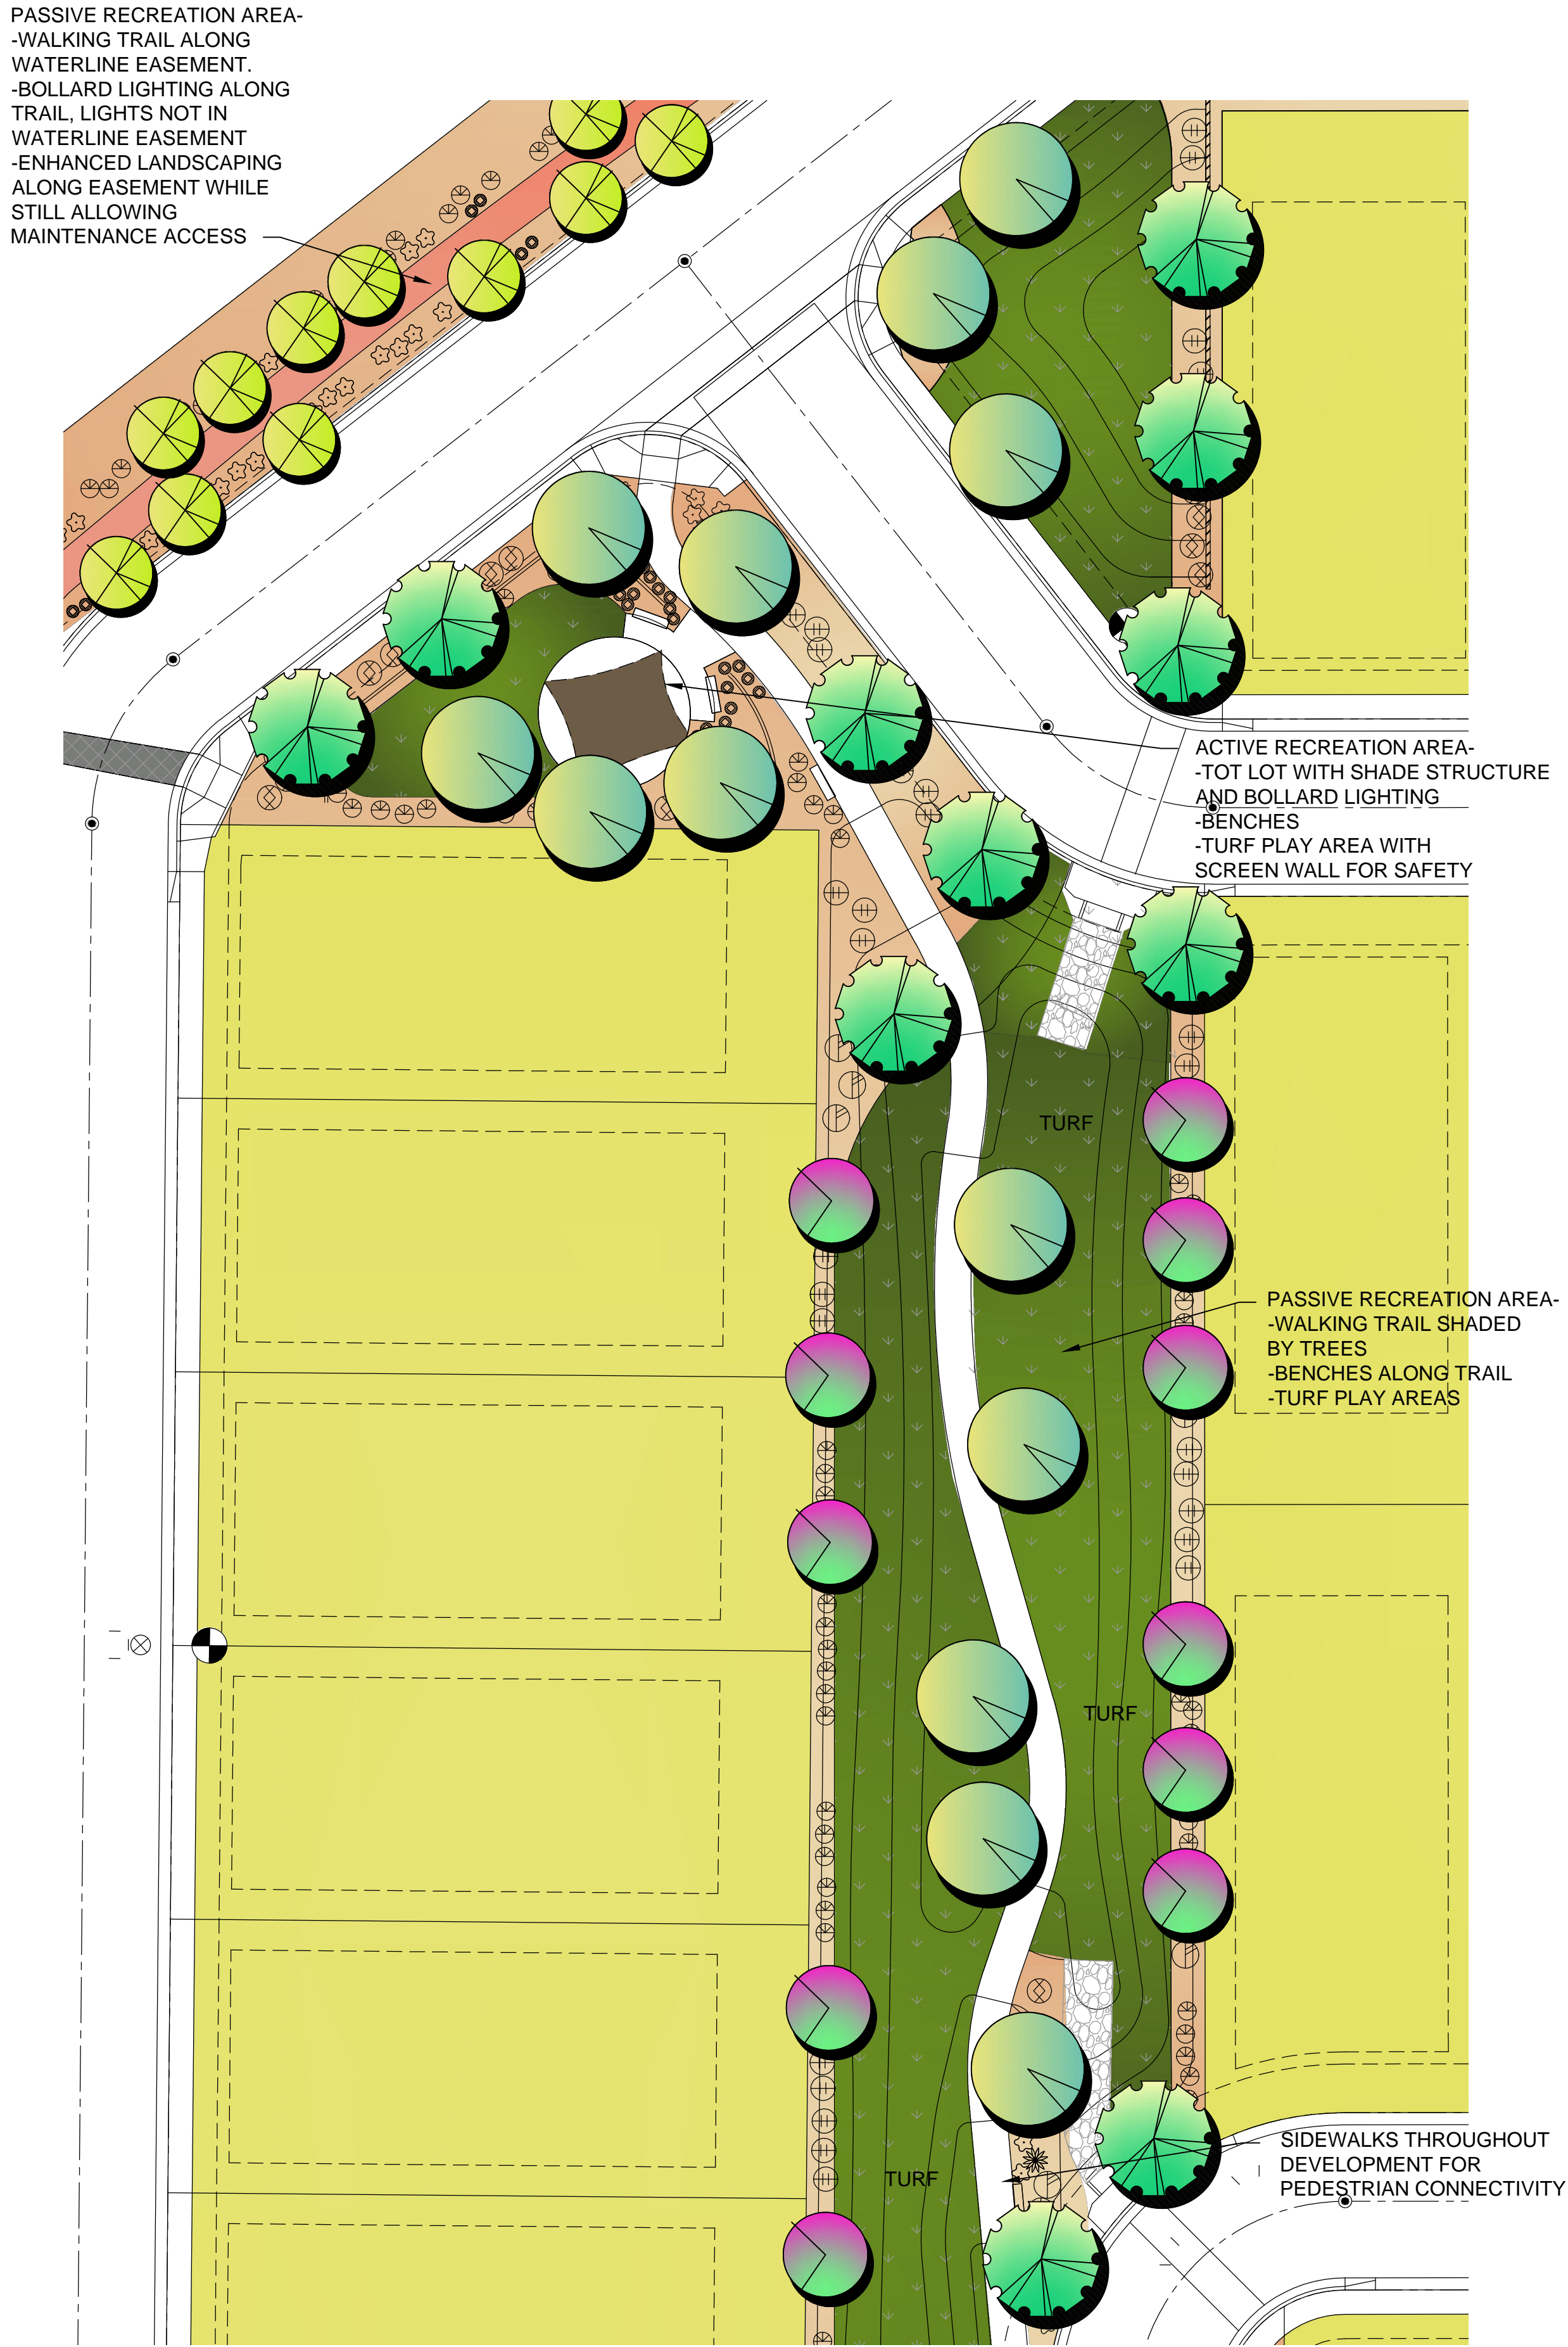 PASSIVE RECREATION AREA-
-WALKING TRAIL ALONG
WATERLINE EASEMENT.
-BOLLARD LIGHTING ALONG
TRAIL, LIGHTS NOT IN
WATERLINE EASEMENT
-ENHANCED LANDSCAPING
ALONG EASEMENT WHILE
STILL ALLOWING
MAINTENANCE ACCESS
ACTIVE RECREATION AREA-
-TOT LOT WITH SHADE STRUCTURE
AND BOLLARD LIGHTING
-BENCHES
-TURF PLAY AREA WITH
SCREEN WALL FOR SAFETY
TURF
PASSIVE RECREATION AREA-
-WALKING TRAIL SHADED
BY TREES
-BENCHES ALONG TRAIL
-TURF PLAY AREAS
TURF
SIDEWALKS THROUGHOUT
DEVELOPMENT FOR
PEDESTRIAN CONNECTIVITY
TURF